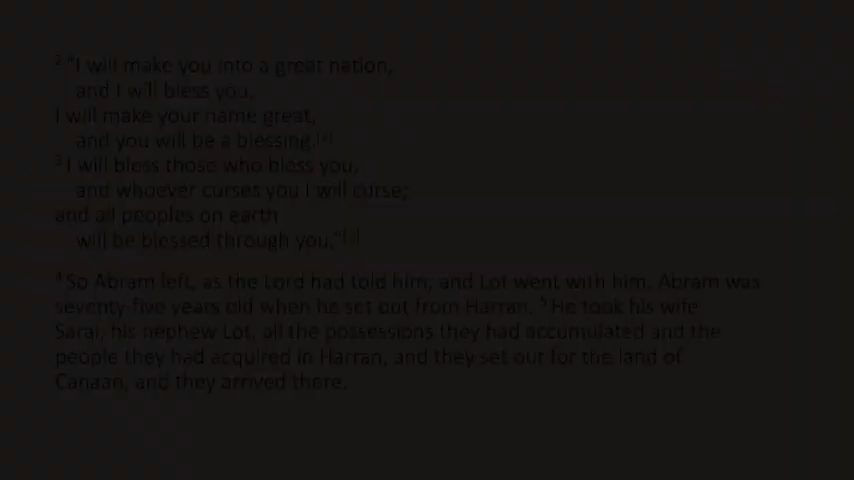 ² "I will make you into a great nation,
and I will bless you.
I will make your name great,
and you will be a blessing.
³ I will bless those who bless you,
and whoever curses you I will curse;
and all peoples on earth
will be blessed through you."
⁴ So Abram left, as the Lord had told him; and Lot went with him. Abram was
seventy-five years old when he set out from Harran. ⁵ He took his wife
Sarai, his nephew Lot, all the possessions they had accumulated and the
people they had acquired in Harran, and they set out for the land of
Canaan, and they arrived there.